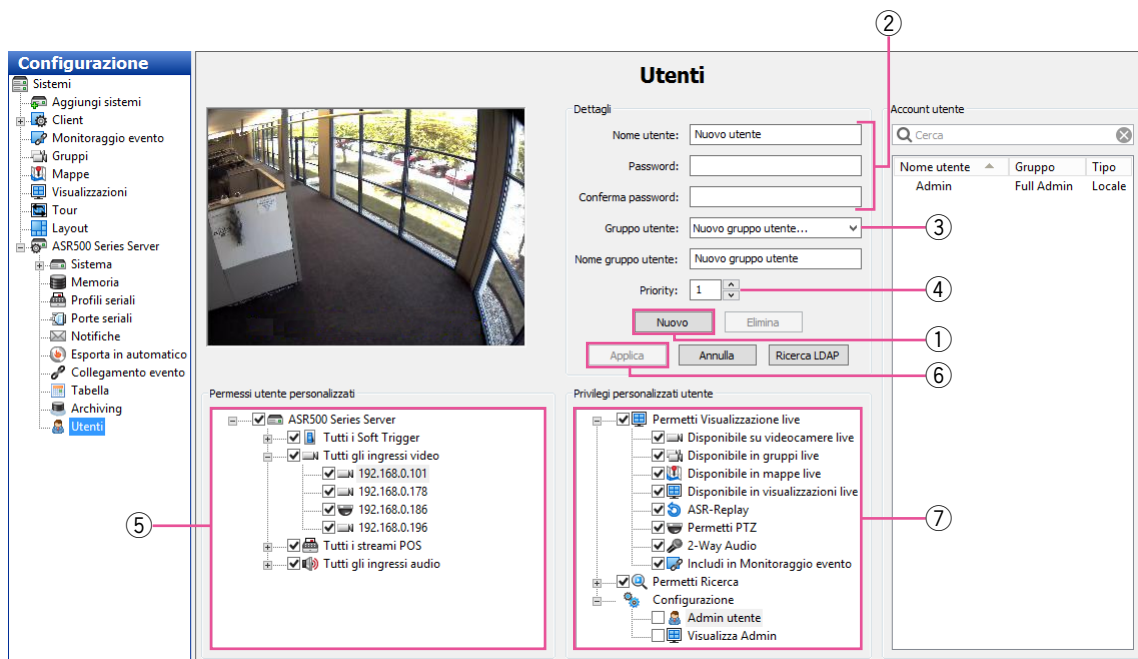 ②
Configurazione
Sistemi
Aggiungi sistemi
Client
Monitoraggio evento
Gruppi
Mappe
Visualizzazioni
Tour
Layout
ASR500 Series Server
Sistema
Memoria
Profili seriali
Porte seriali
Notifiche
Esporta in automatico
Collegamento evento
Tabella
Archiving
Utenti
Utenti
Dettagli
Nome utente: Nuovo utente
Password:
Conferma password:
Gruppo utente: Nuovo gruppo utente...
③
Nome gruppo utente: Nuovo gruppo utente
Priority: 1
④
Nuovo Elimina
①
Applica Annulla Ricerca LDAP
⑥
Account utente
Cerca
Nome utente Gruppo Tipo
Admin Full Admin Locale
Permessi utente personalizzati
ASR500 Series Server
Tutti i Soft Trigger
Tutti gli ingressi video
192.168.0.101
192.168.0.178
192.168.0.186
192.168.0.196
Tutti i streami POS
Tutti gli ingressi audio
⑤
Privilegi personalizzati utente
Permetti Visualizzazione live
Disponibile su videocamere live
Disponibile in gruppi live
Disponibile in mappe live
Disponibile in visualizzazioni live
ASR-Replay
Permetti PTZ
2-Way Audio
Includi in Monitoraggio evento
Permetti Ricerca
Configurazione
Admin utente
Visualizza Admin
⑦